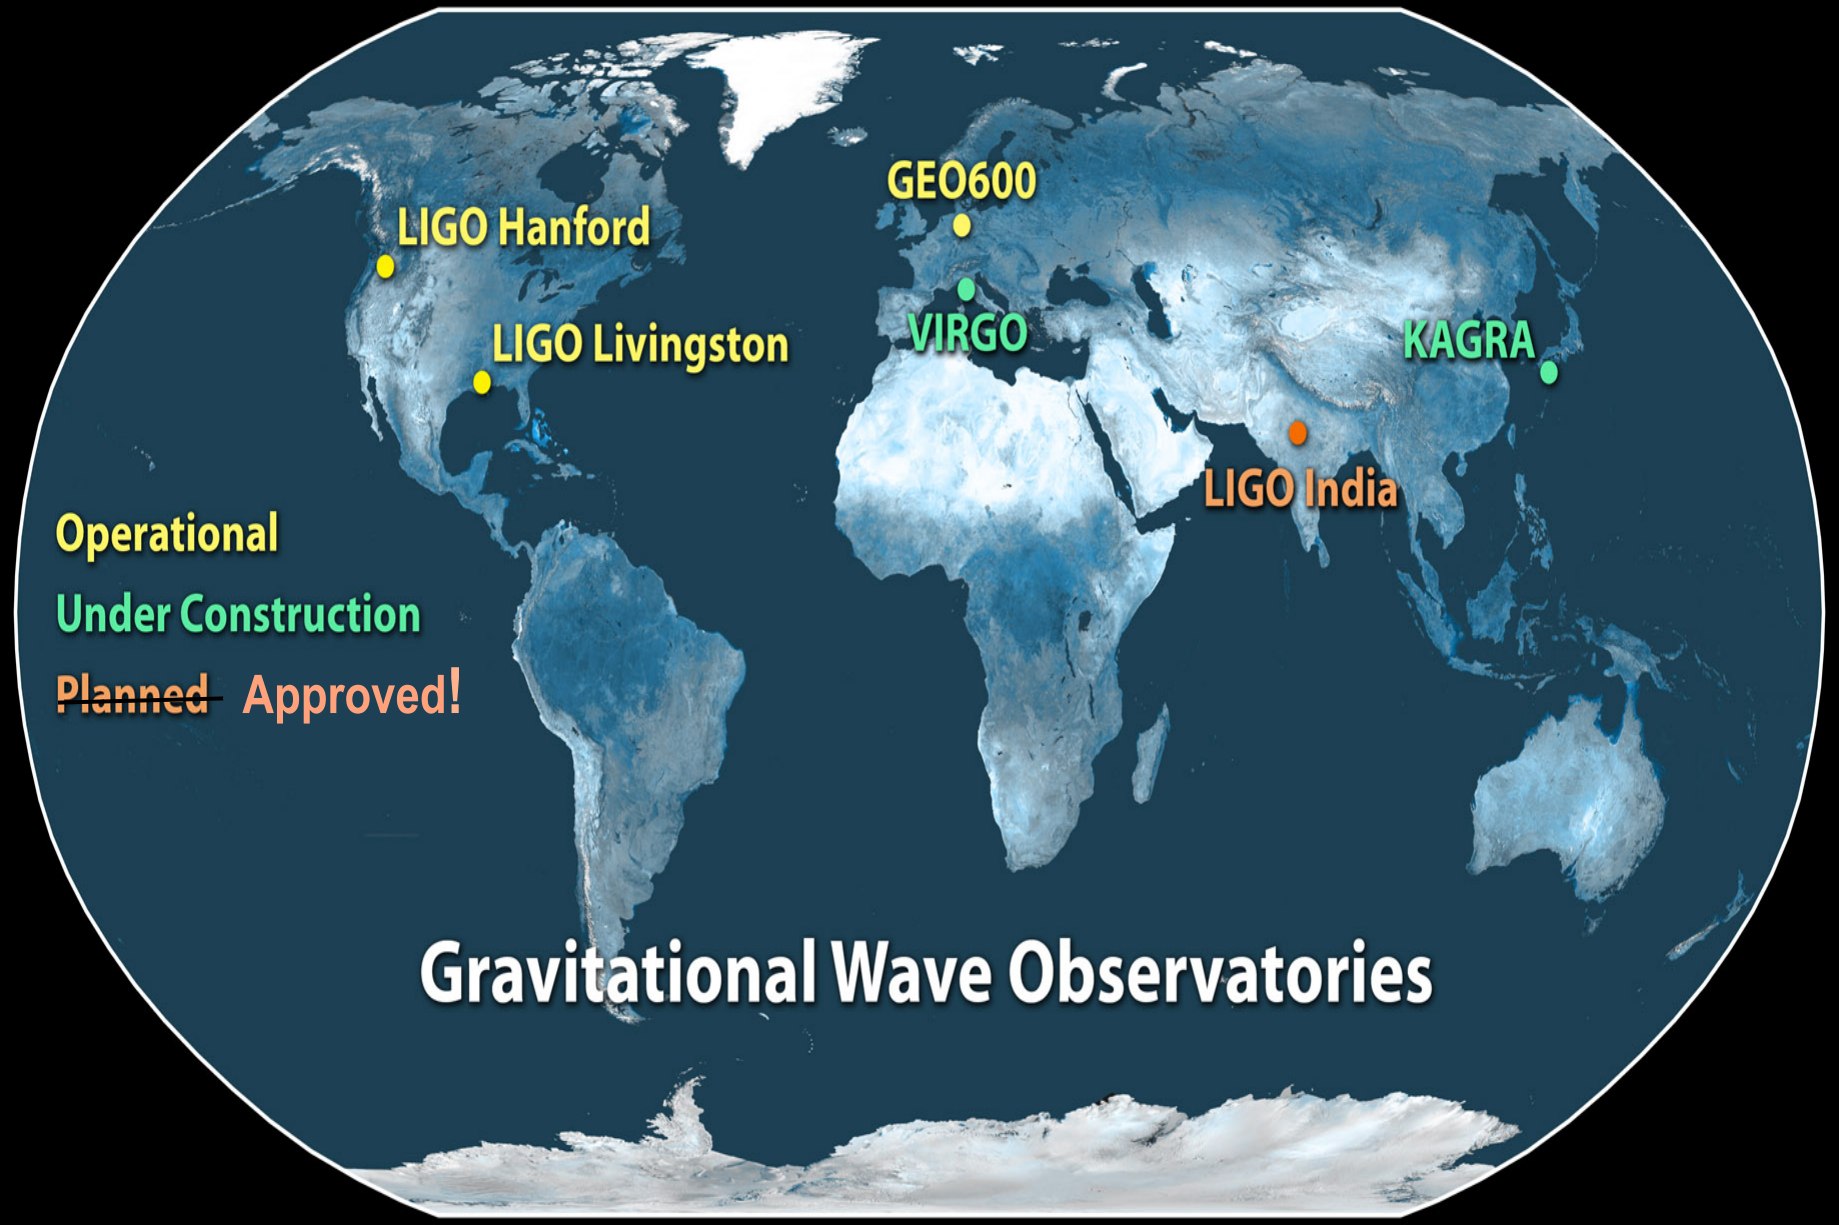 GEO600
LIGO Hanford
VIRGO
KAGRA
LIGO Livingston
LIGO India
Operational
Under Construction
Planned Approved!
Gravitational Wave Observatories